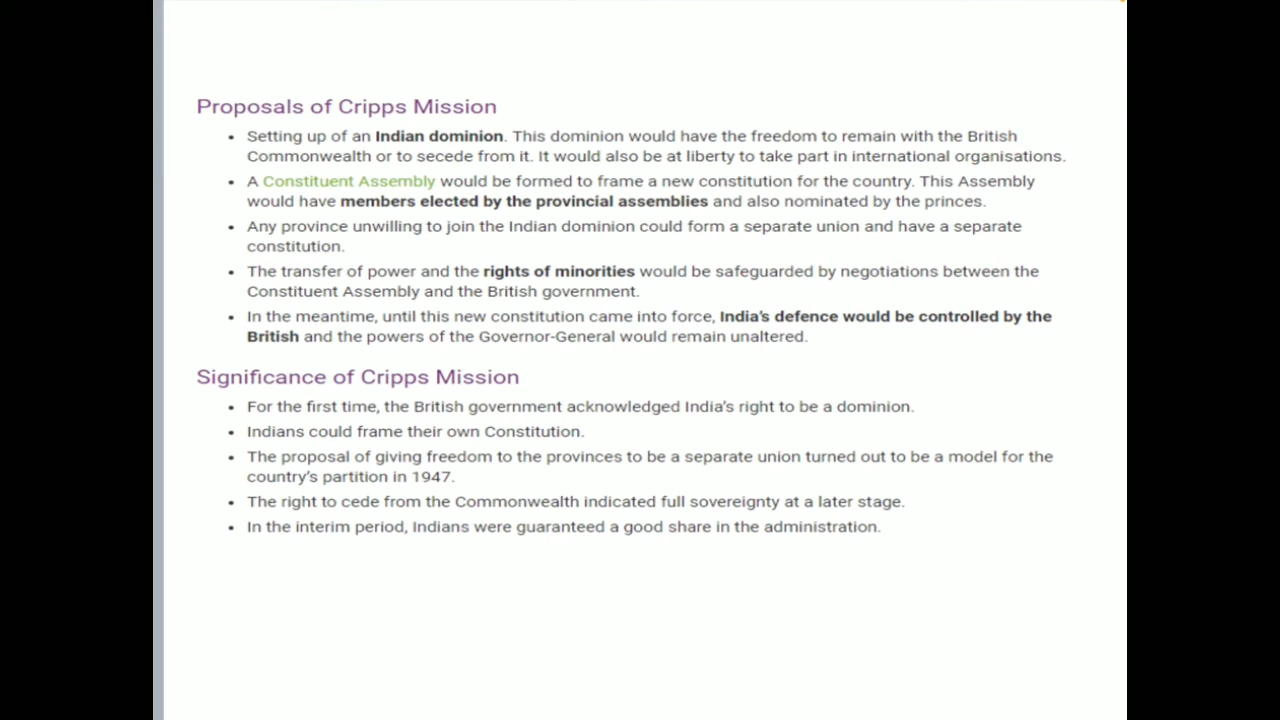 Proposals of Cripps Mission
• Setting up of an Indian dominion. This dominion would have the freedom to remain with the British
Commonwealth or to secede from it. It would also be at liberty to take part in international organisations.
• A Constituent Assembly would be formed to frame a new constitution for the country. This Assembly
would have members elected by the provincial assemblies and also nominated by the princes.
• Any province unwilling to join the Indian dominion could form a separate union and have a separate
constitution.
• The transfer of power and the rights of minorities would be safeguarded by negotiations between the
Constituent Assembly and the British government.
• In the meantime, until this new constitution came into force, India’s defence would be controlled by the
British and the powers of the Governor-General would remain unaltered.
Significance of Cripps Mission
• For the first time, the British government acknowledged India’s right to be a dominion.
• Indians could frame their own Constitution.
• The proposal of giving freedom to the provinces to be a separate union turned out to be a model for the
country’s partition in 1947.
• The right to cede from the Commonwealth indicated full sovereignty at a later stage.
• In the interim period, Indians were guaranteed a good share in the administration.